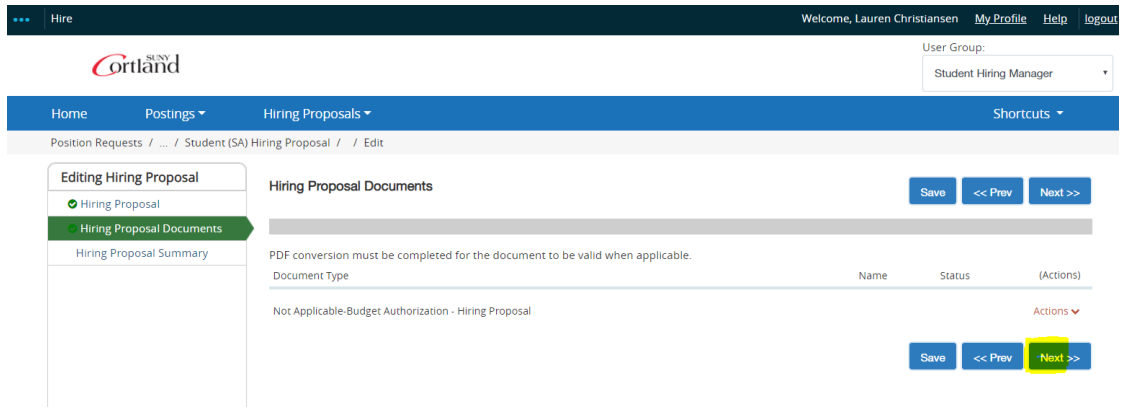 ••• Hire Welcome, Lauren Christiansen My Profile Help logout
SUNY
Cortland
User Group:
Student Hiring Manager
Home Postings Hiring Proposals Shortcuts
Position Requests / ... / Student (SA) Hiring Proposal / / Edit
Editing Hiring Proposal
Hiring Proposal
Hiring Proposal Documents
Hiring Proposal Summary
Hiring Proposal Documents
Save << Prev Next >>
PDF conversion must be completed for the document to be valid when applicable.
Document Type Name Status (Actions)
Not Applicable-Budget Authorization - Hiring Proposal Actions
Save << Prev Next >>